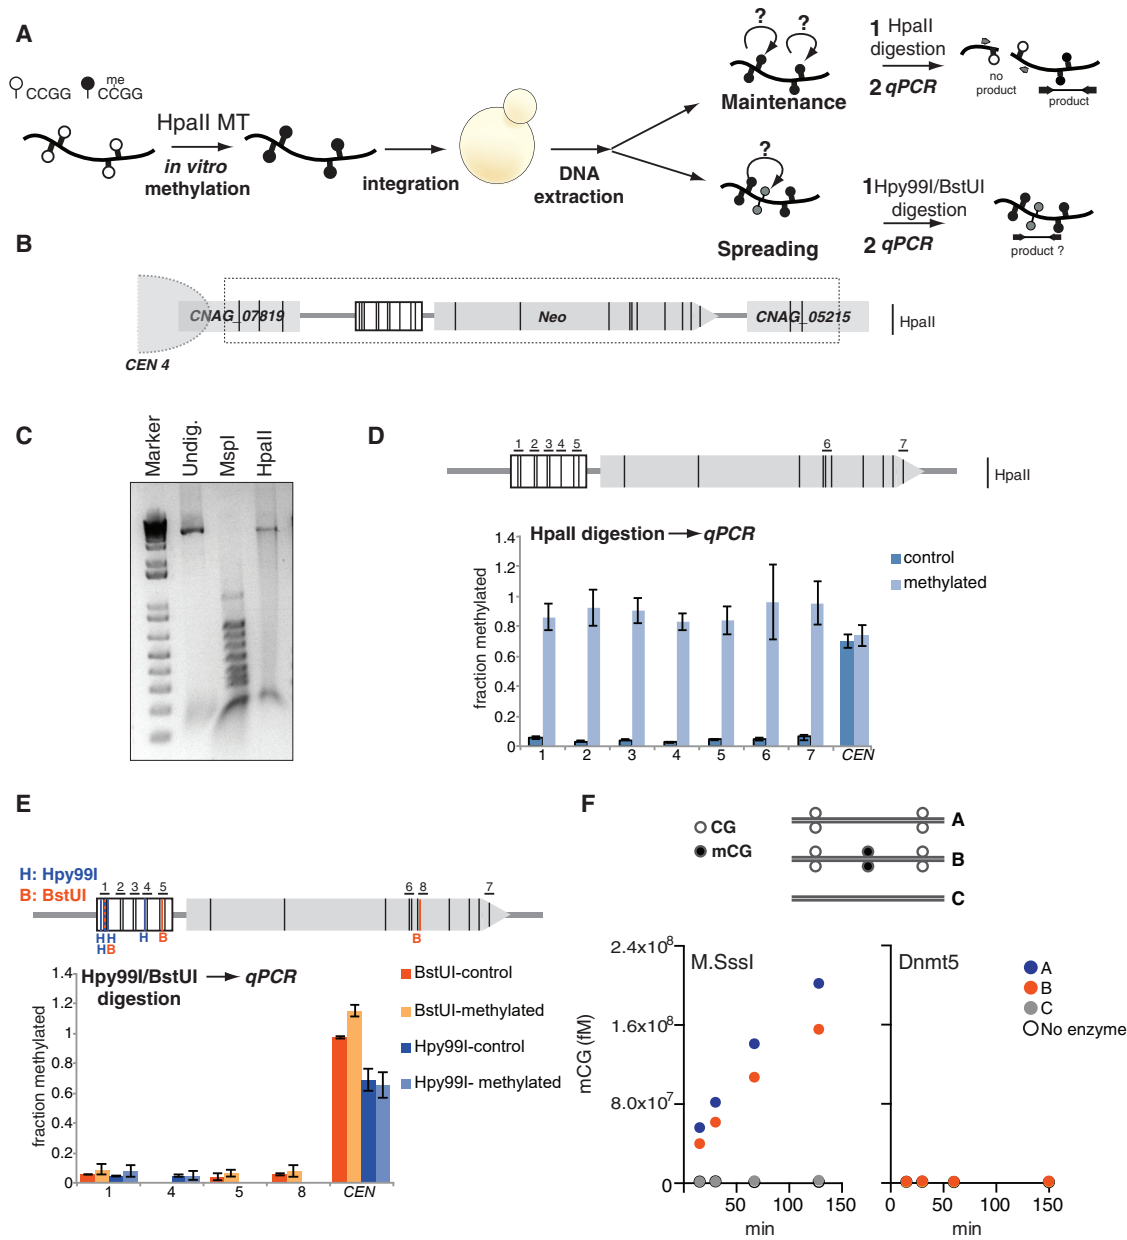 A
CCGG
me
CCGG
HpaII MT
in vitro
methylation
integration
DNA
extraction
?
?
Maintenance
?
Spreading
1 HpaII
digestion
2 qPCR
no
product
product
1 Hpy99I/BstUI
digestion
2 qPCR
product ?
B
CNAG_07819
Neo
CNAG_05215
HpaII
CEN 4
C
Marker
Undig.
MspI
HpaII
D
1 2 3 4 5 6 7
HpaII
HpaII digestion qPCR
control
methylated
fraction methylated
1.4
1.2
1
0.8
0.6
0.4
0.2
0
1 2 3 4 5 6 7 CEN
E
H: Hpy99I
B: BstUI
1 2 3 4 5 6 8 7
H H H B B
H B
Hpy99I/BstUI qPCR
digestion
BstUI-control
BstUI-methylated
Hpy99I-control
Hpy99I- methylated
fraction methylated
1.4
1.2
1
0.8
0.6
0.4
0.2
0
1 4 5 8 CEN
F
CG
mCG
A
B
C
M.SssI
Dnmt5
A
B
C
No enzyme
mCG (fM)
2.4x10⁸
1.6x10⁸
8.0x10⁷
0
50 100 150
min
0 50 100 150
min